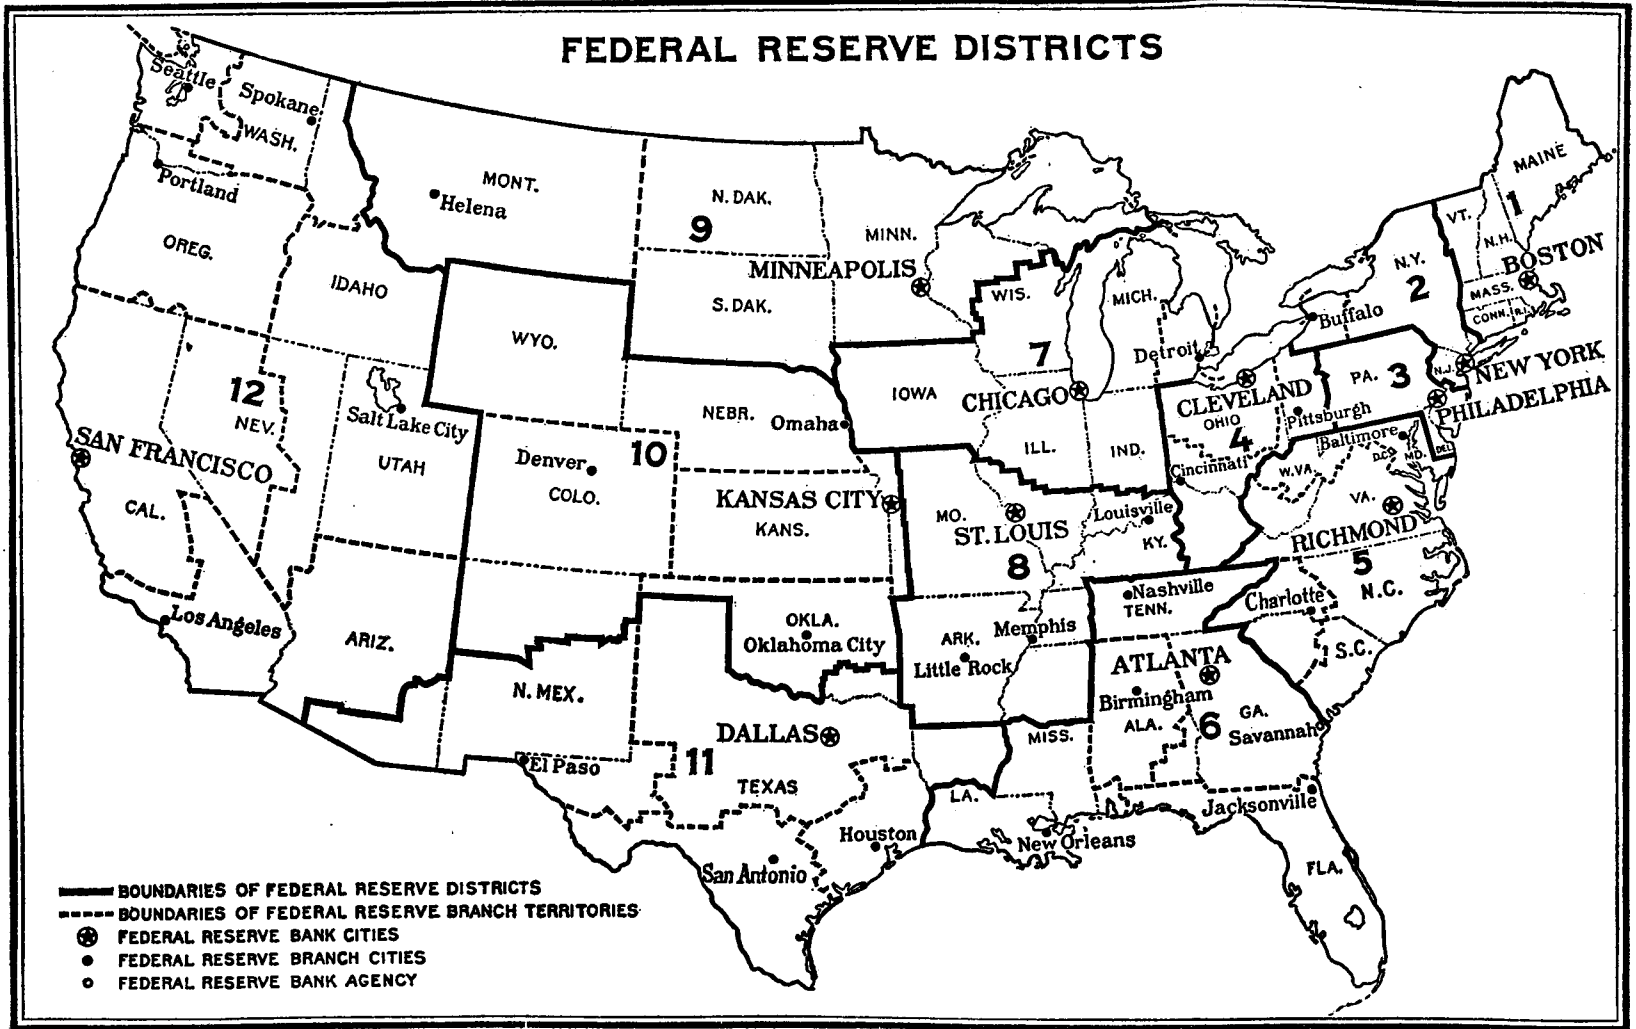 FEDERAL RESERVE DISTRICTS
Seattle
Spokane
WASH.
Portland
OREG.
MONT.
Helena
IDAHO
WYO.
N. DAK.
9
MINN.
MINNEAPOLIS
S. DAK.
WIS.
MICH.
7
Detroit
MAINE
1
VT.
N.H.
BOSTON
N.Y.
2
MASS.
CONN.
R.I.
Buffalo
NEW YORK
N.J.
PA.
3
PHILADELPHIA
12
NEV.
Salt Lake City
UTAH
SAN FRANCISCO
CAL.
Los Angeles
ARIZ.
NEBR.
Omaha
IOWA
CHICAGO
ILL.
IND.
CLEVELAND
OHIO
4
Pittsburgh
Cincinnati
Baltimore
D.C.
MD.
DEL.
W.VA.
VA.
RICHMOND
5
10
Denver
COLO.
KANSAS CITY
KANS.
MO.
ST. LOUIS
8
Louisville
KY.
Nashville
TENN.
Charlotte
N.C.
S.C.
OKLA.
Oklahoma City
ARK.
Memphis
Little Rock
ATLANTA
Birmingham
ALA.
6
GA.
Savannah
N. MEX.
DALLAS
11
El Paso
TEXAS
MISS.
LA.
Jacksonville
Houston
New Orleans
San Antonio
FLA.
BOUNDARIES OF FEDERAL RESERVE DISTRICTS
BOUNDARIES OF FEDERAL RESERVE BRANCH TERRITORIES
FEDERAL RESERVE BANK CITIES
FEDERAL RESERVE BRANCH CITIES
FEDERAL RESERVE BANK AGENCY